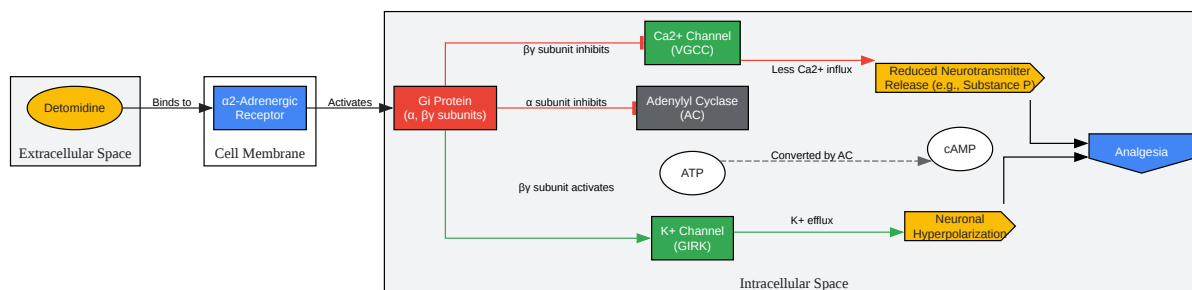 Detomidine
Extracellular Space
Binds to
α2-Adrenergic
Receptor
Cell Membrane
Activates
Gi Protein
(α, βγ subunits)
βγ subunit inhibits
Ca2+ Channel
(VGCC)
Less Ca2+ influx
Reduced Neurotransmitter
Release (e.g., Substance P)
α subunit inhibits
Adenylyl Cyclase
(AC)
ATP
Converted by AC
cAMP
Analgesia
βγ subunit activates
K+ Channel
(GIRK)
K+ efflux
Neuronal
Hyperpolarization
Intracellular Space